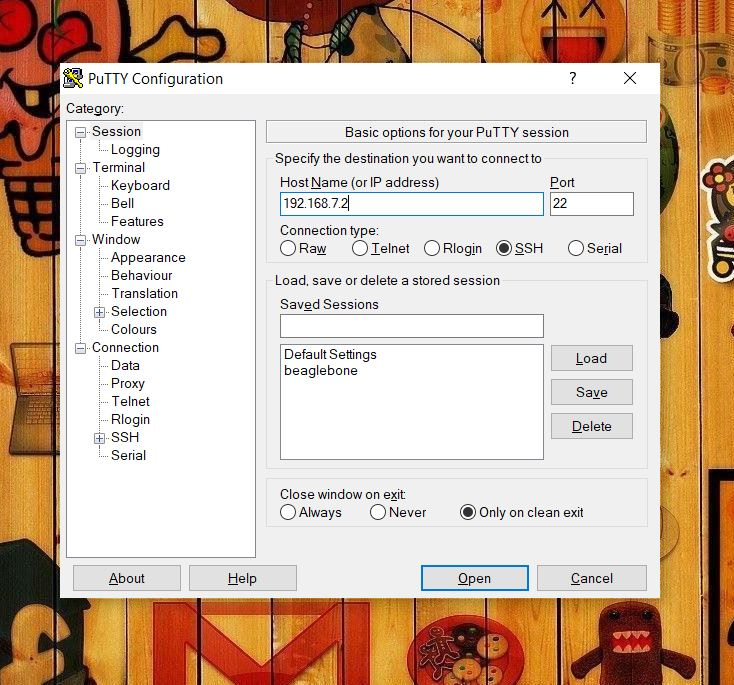 PuTTY Configuration
?
Category:
Session
Logging
Terminal
Keyboard
Bell
Features
Window
Appearance
Behaviour
Translation
Selection
Colours
Connection
Data
Proxy
Telnet
Rlogin
SSH
Serial
Basic options for your PuTTY session
Specify the destination you want to connect to
Host Name (or IP address) Port
192.168.7.2 22
Connection type:
Raw Telnet Rlogin SSH Serial
Load, save or delete a stored session
Saved Sessions
Default Settings
beaglebone
Load
Save
Delete
Close window on exit:
Always Never Only on clean exit
About Help Open Cancel